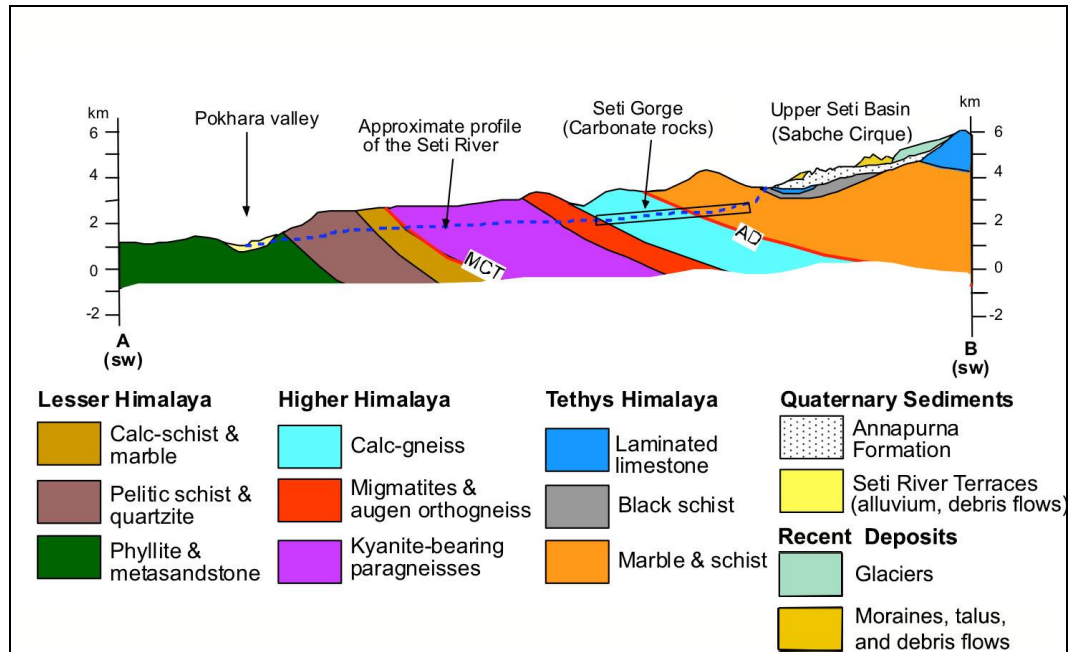 Pokhara valley
Approximate profile
of the Seti River
Seti Gorge
(Carbonate rocks)
Upper Seti Basin
(Sabche Cirque)
km
6
4
2
0
-2
km
6
4
2
0
-2
MCT
AD
A
(sw)
B
(sw)
Lesser Himalaya
Calc-schist &
marble
Pelitic schist &
quartzite
Phyllite &
metasandstone
Higher Himalaya
Calc-gneiss
Migmatites &
augen orthogneiss
Kyanite-bearing
paragneisses
Tethys Himalaya
Laminated
limestone
Black schist
Marble & schist
Quaternary Sediments
Annapurna
Formation
Seti River Terraces
(alluvium, debris flows)
Recent Deposits
Glaciers
Moraines, talus,
and debris flows